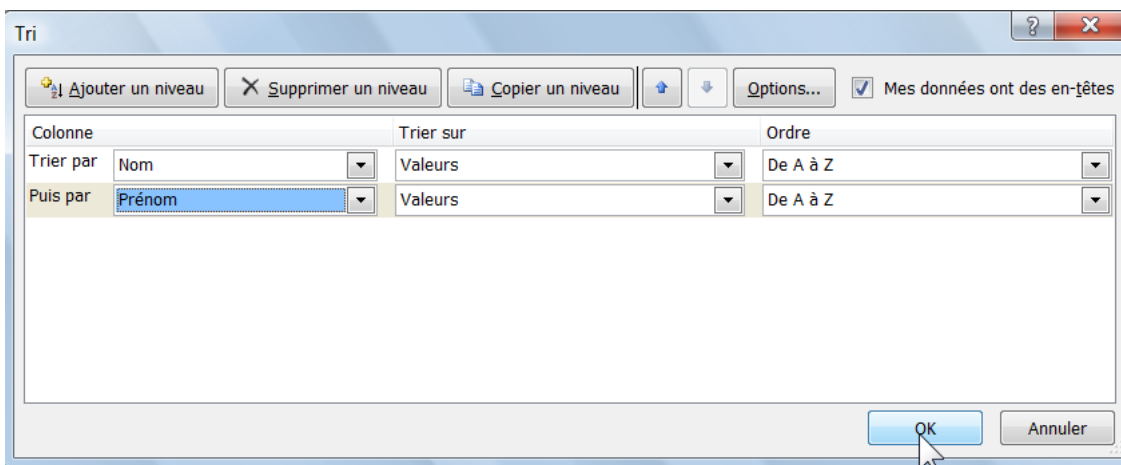 Tri
Ajouter un niveau Supprimer un niveau Copier un niveau Options... Mes données ont des en-têtes
Colonne Trier sur Ordre
Trier par Nom Valeurs De A à Z
Puis par Prénom Valeurs De A à Z
OK Annuler